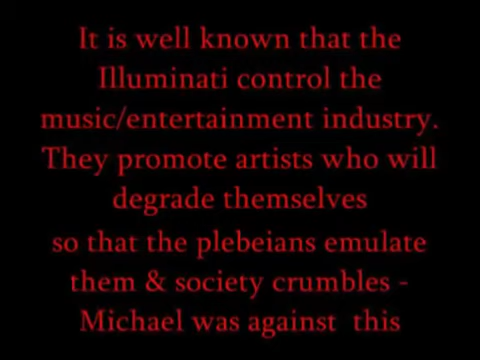 It is well known that the
Illuminati control the
music/entertainment industry.
They promote artists who will
degrade themselves
so that the plebeians emulate
them & society crumbles -
Michael was against this